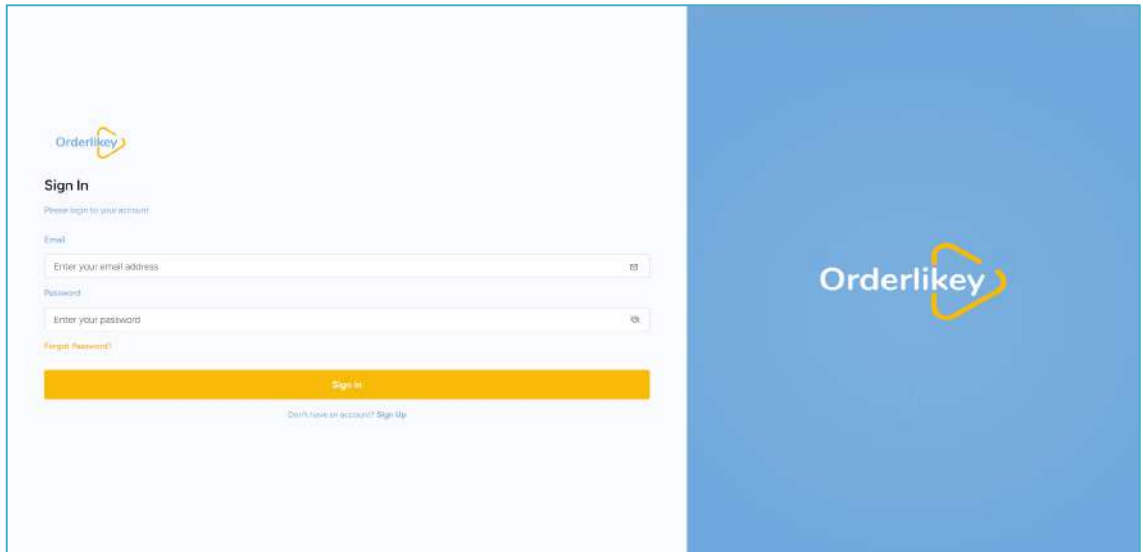 Orderlikey
Sign In
Please login to your account
Email
Enter your email address
Password
Enter your password
Forgot Password?
Sign in
Don't have an account? Sign Up
Orderlikey